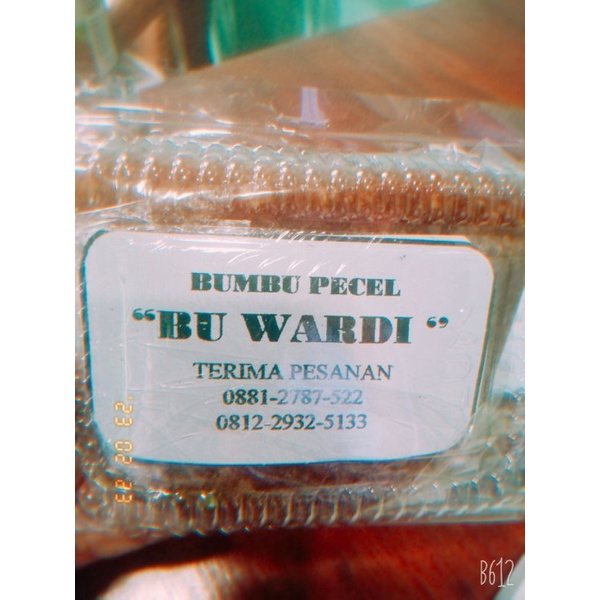 BUMBU PECEL
“BU WARDI “
TERIMA PESANAN
0881-2787-522
0812-2932-5133
B612